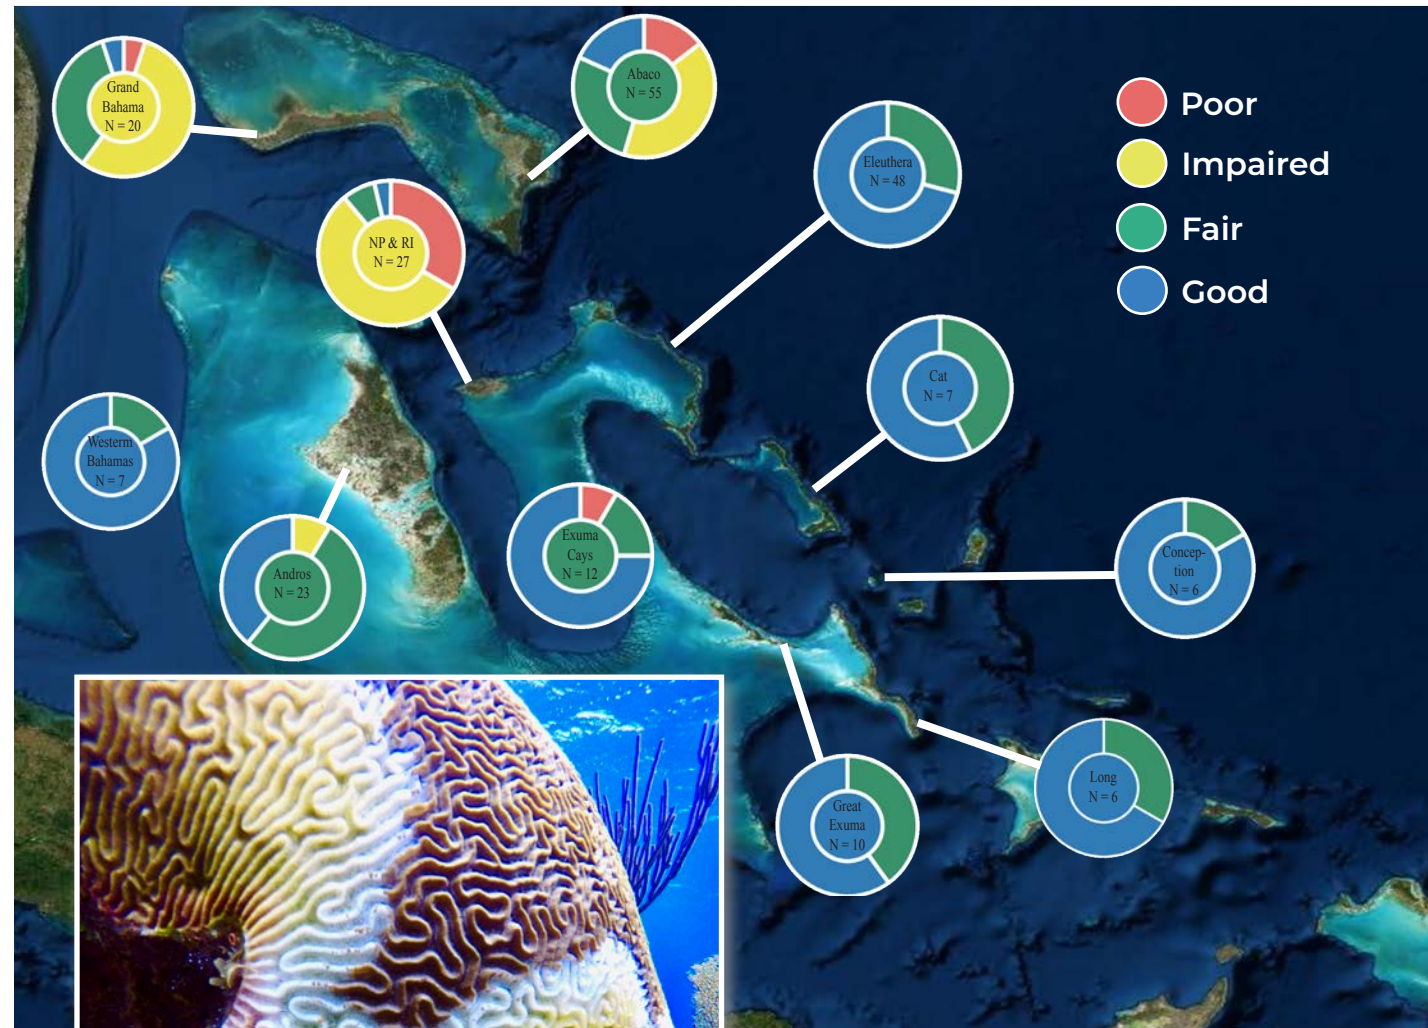 Grand
Bahama
N = 20
Abaco
N = 55
Poor
Impaired
Fair
Good
Eleuthera
N = 48
NP & RI
N = 27
Cat
N = 7
Westerm
Bahamas
N = 7
Andros
N = 23
Exuma
Cays
N = 12
Concep-
tion
N = 6
Great
Exuma
N = 10
Long
N = 6